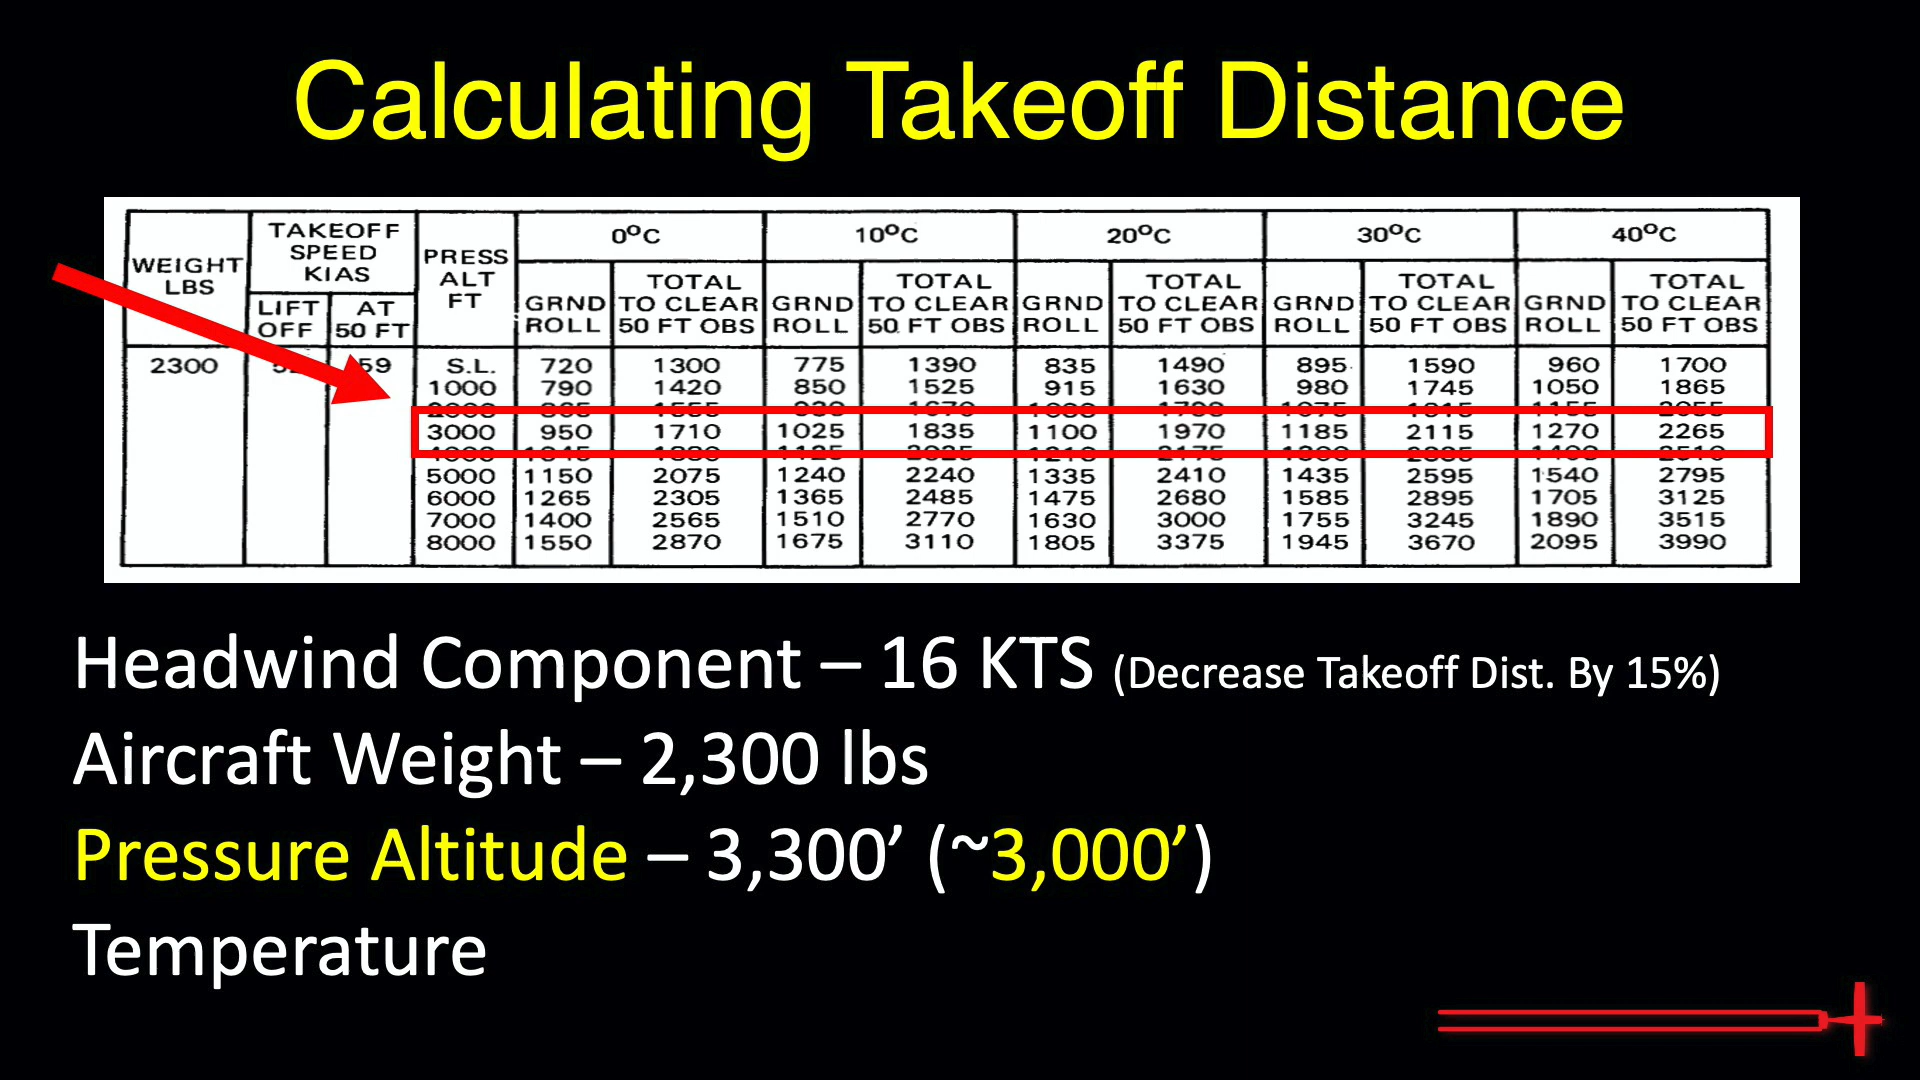 Calculating Takeoff Distance
WEIGHT
LBS
TAKEOFF
SPEED
KIAS
LIFT
OFF
AT
50 FT
PRESS
ALT
FT
0°C
10°C
20°C
30°C
40°C
GRND
ROLL
TOTAL
TO CLEAR
50 FT OBS
GRND
ROLL
TOTAL
TO CLEAR
50 FT OBS
GRND
ROLL
TOTAL
TO CLEAR
50 FT OBS
GRND
ROLL
TOTAL
TO CLEAR
50 FT OBS
GRND
ROLL
TOTAL
TO CLEAR
50 FT OBS
2300 59 S.L. 720 1300 775 1390 835 1490 895 1590 960 1700
1000 790 1420 850 1525 915 1630 980 1745 1050 1865
3000 950 1710 1025 1835 1100 1970 1185 2115 1270 2265
5000 1150 2075 1240 2240 1335 2410 1435 2595 1540 2795
6000 1265 2305 1365 2485 1475 2680 1585 2895 1705 3125
7000 1400 2565 1510 2770 1630 3000 1755 3245 1890 3515
8000 1550 2870 1675 3110 1805 3375 1945 3670 2095 3990
Headwind Component – 16 KTS (Decrease Takeoff Dist. By 15%)
Aircraft Weight – 2,300 lbs
Pressure Altitude – 3,300’ (~3,000’)
Temperature